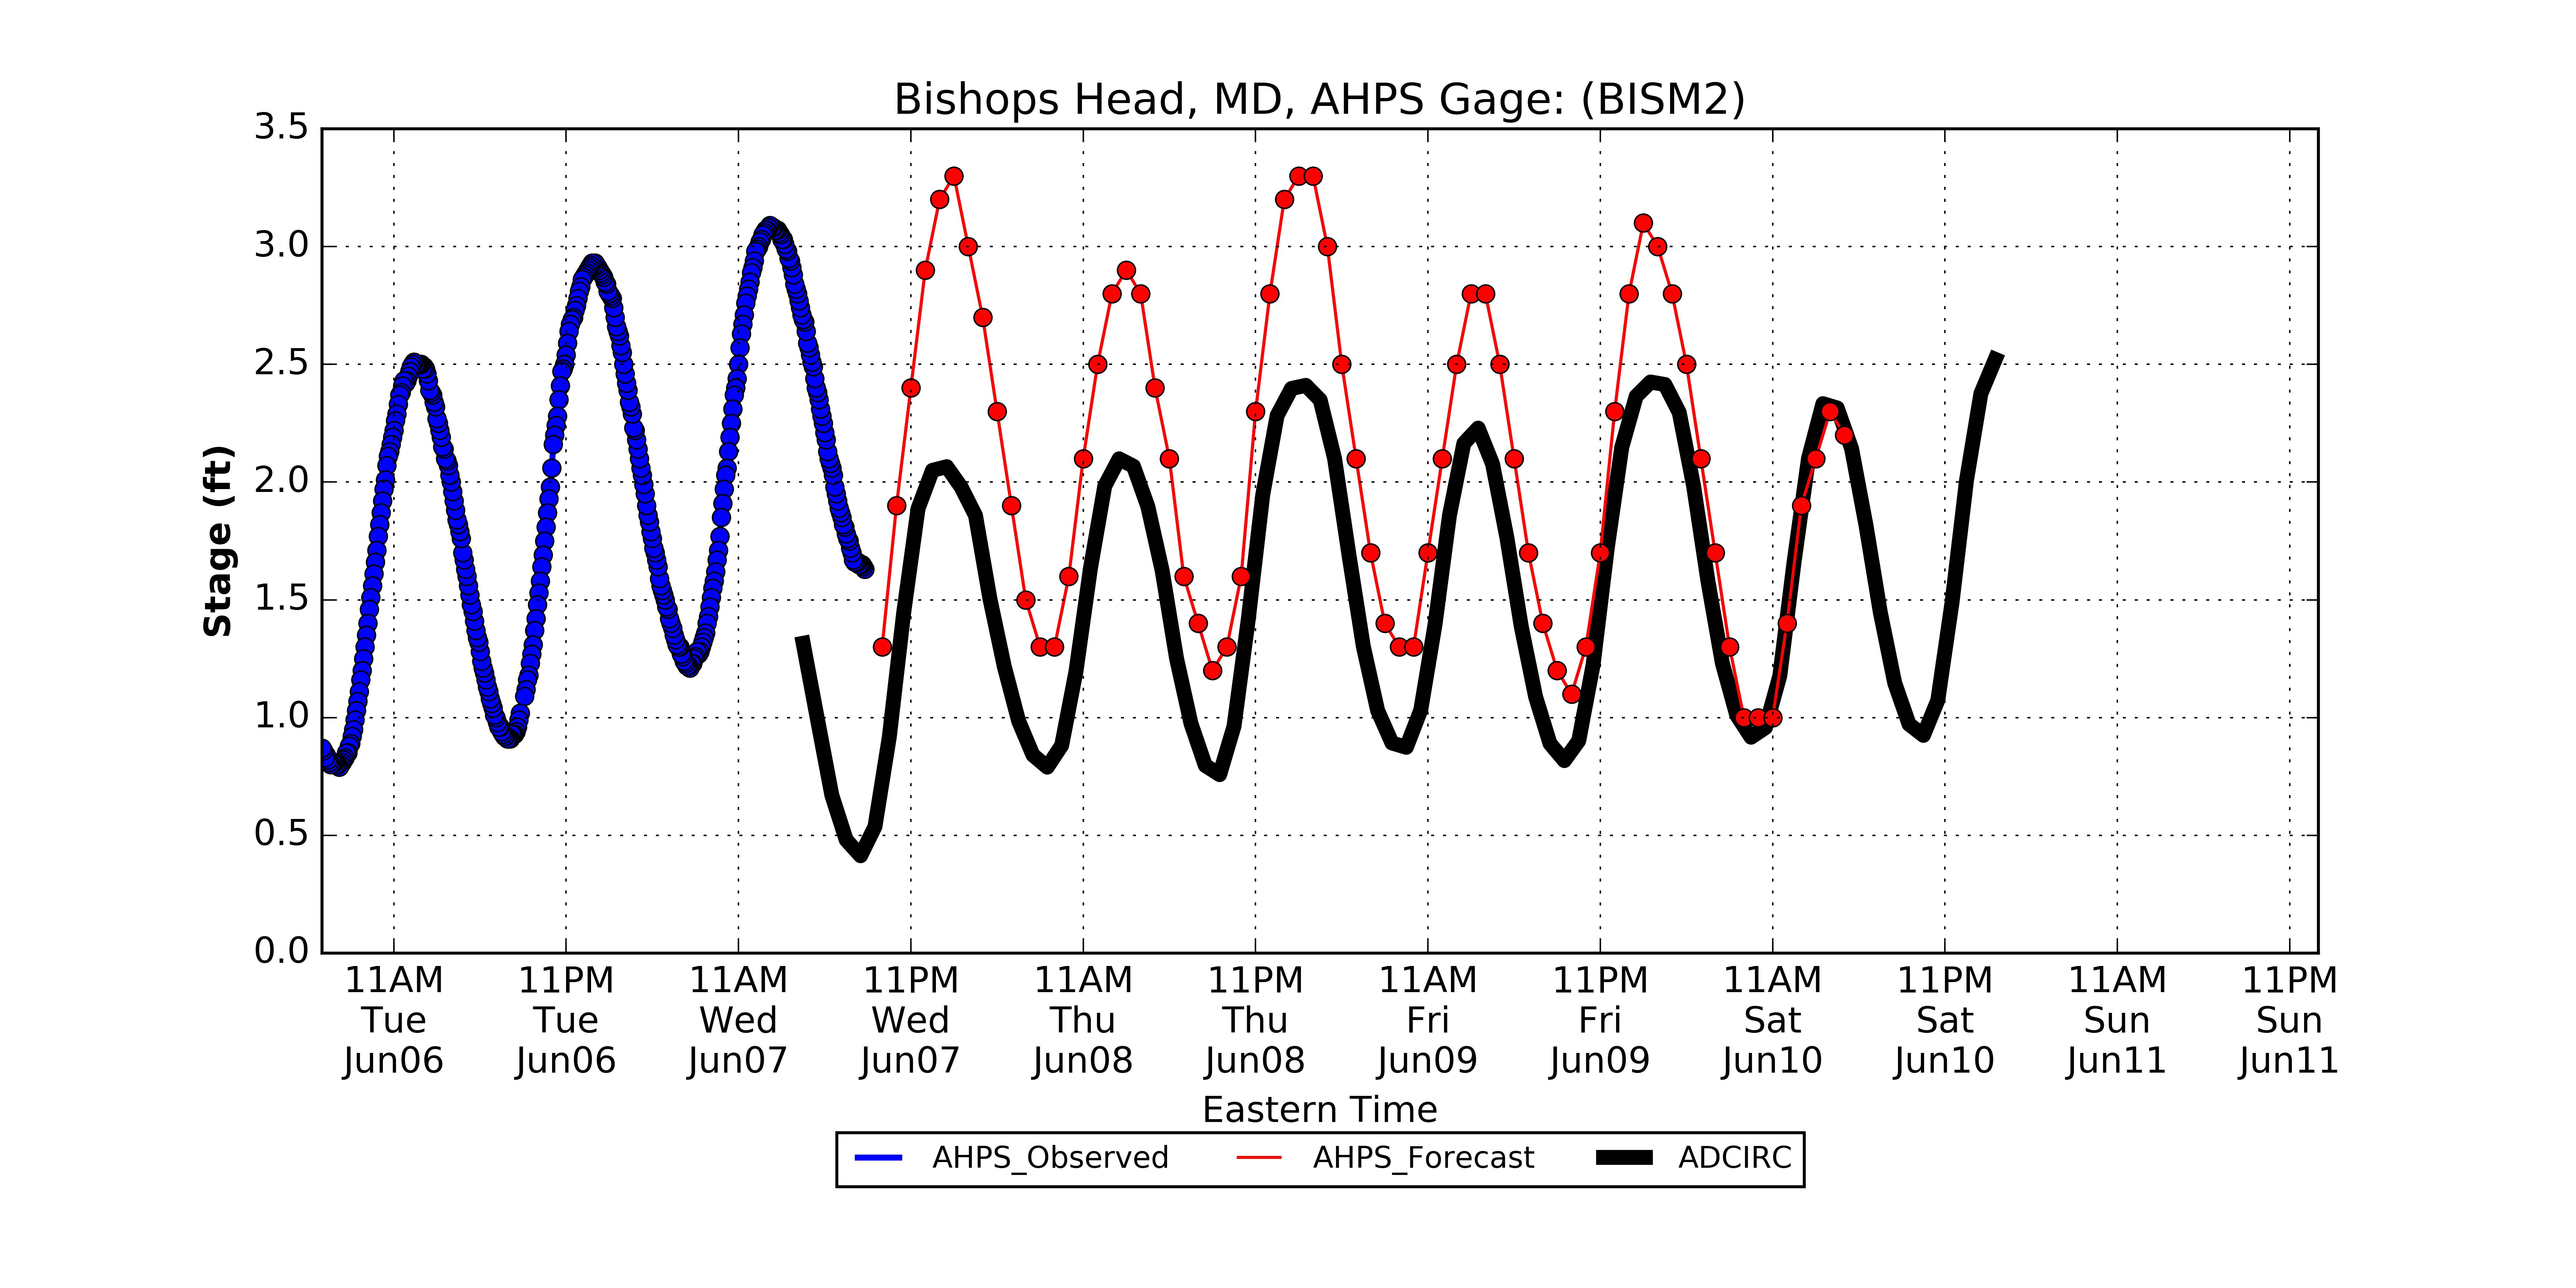 Bishops Head, MD, AHPS Gage: (BISM2)
Stage (ft)
3.5
3.0
2.5
2.0
1.5
1.0
0.5
0.0
11AM 11PM 11AM 11PM 11AM 11PM 11AM 11PM 11AM 11PM 11AM 11PM
Tue Tue Wed Wed Thu Thu Fri Fri Sat Sat Sun Sun
Jun06 Jun06 Jun07 Jun07 Jun08 Jun08 Jun09 Jun09 Jun10 Jun10 Jun11 Jun11
Eastern Time
AHPS_Observed AHPS_Forecast ADCIRC